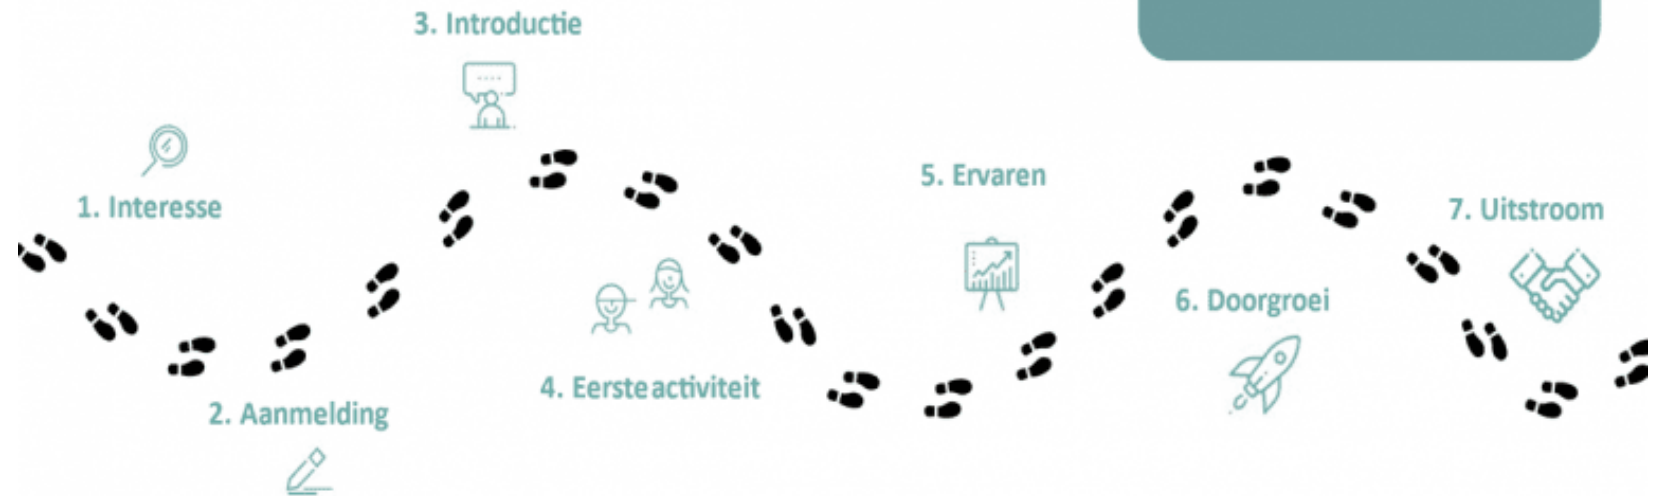 1. Interesse
2. Aanmelding
3. Introductie
4. Eerste activiteit
5. Ervaren
6. Doorgroei
7. Uitstroom